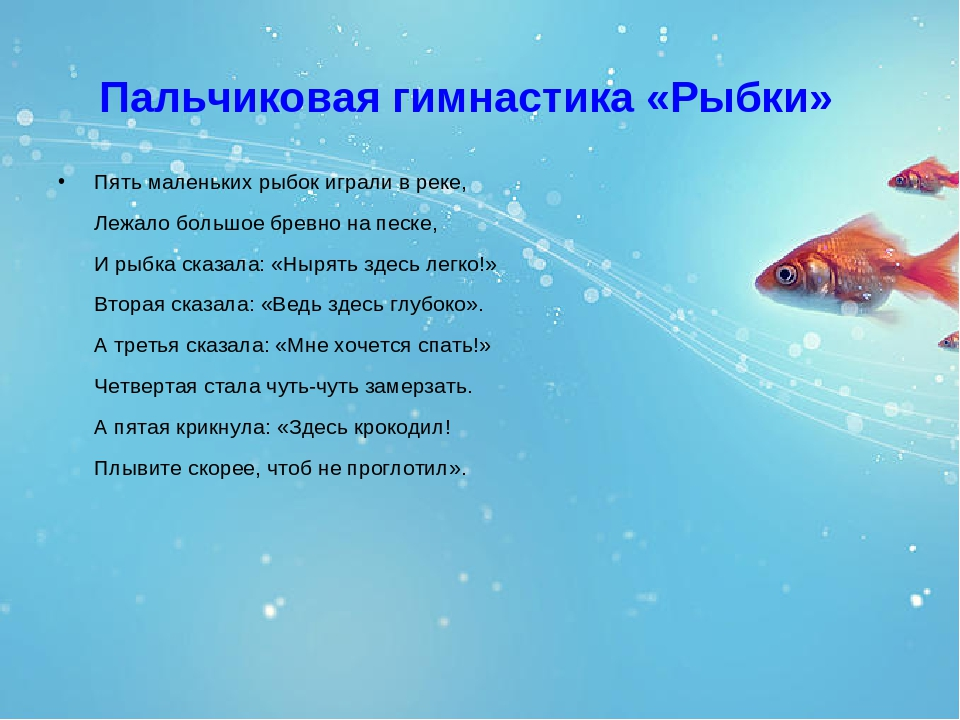 Пальчиковая гимнастика «Рыбки»
• Пять маленьких рыбок играли в реке,
Лежало большое бревно на песке,
И рыбка сказала: «Нырять здесь легко!»
Вторая сказала: «Ведь здесь глубоко».
А третья сказала: «Мне хочется спать!»
Четвертая стала чуть-чуть замерзать.
А пятая крикнула: «Здесь крокодил!
Плывите скорее, чтоб не проглотил».